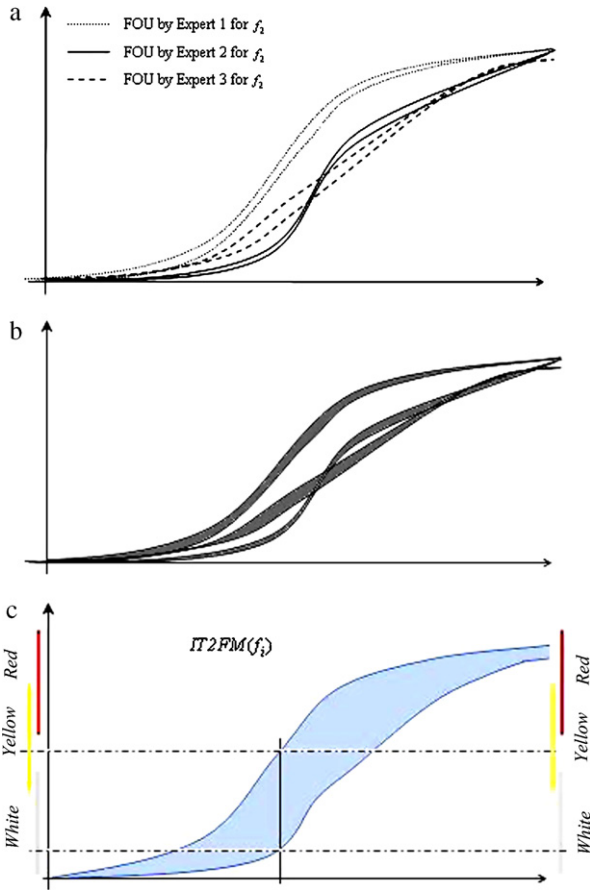 a
FOU by Expert 1 for f₂
FOU by Expert 2 for f₂
FOU by Expert 3 for f₂
b
c
IT2FM(fᵢ)
Red
Yellow
White
Red
Yellow
White